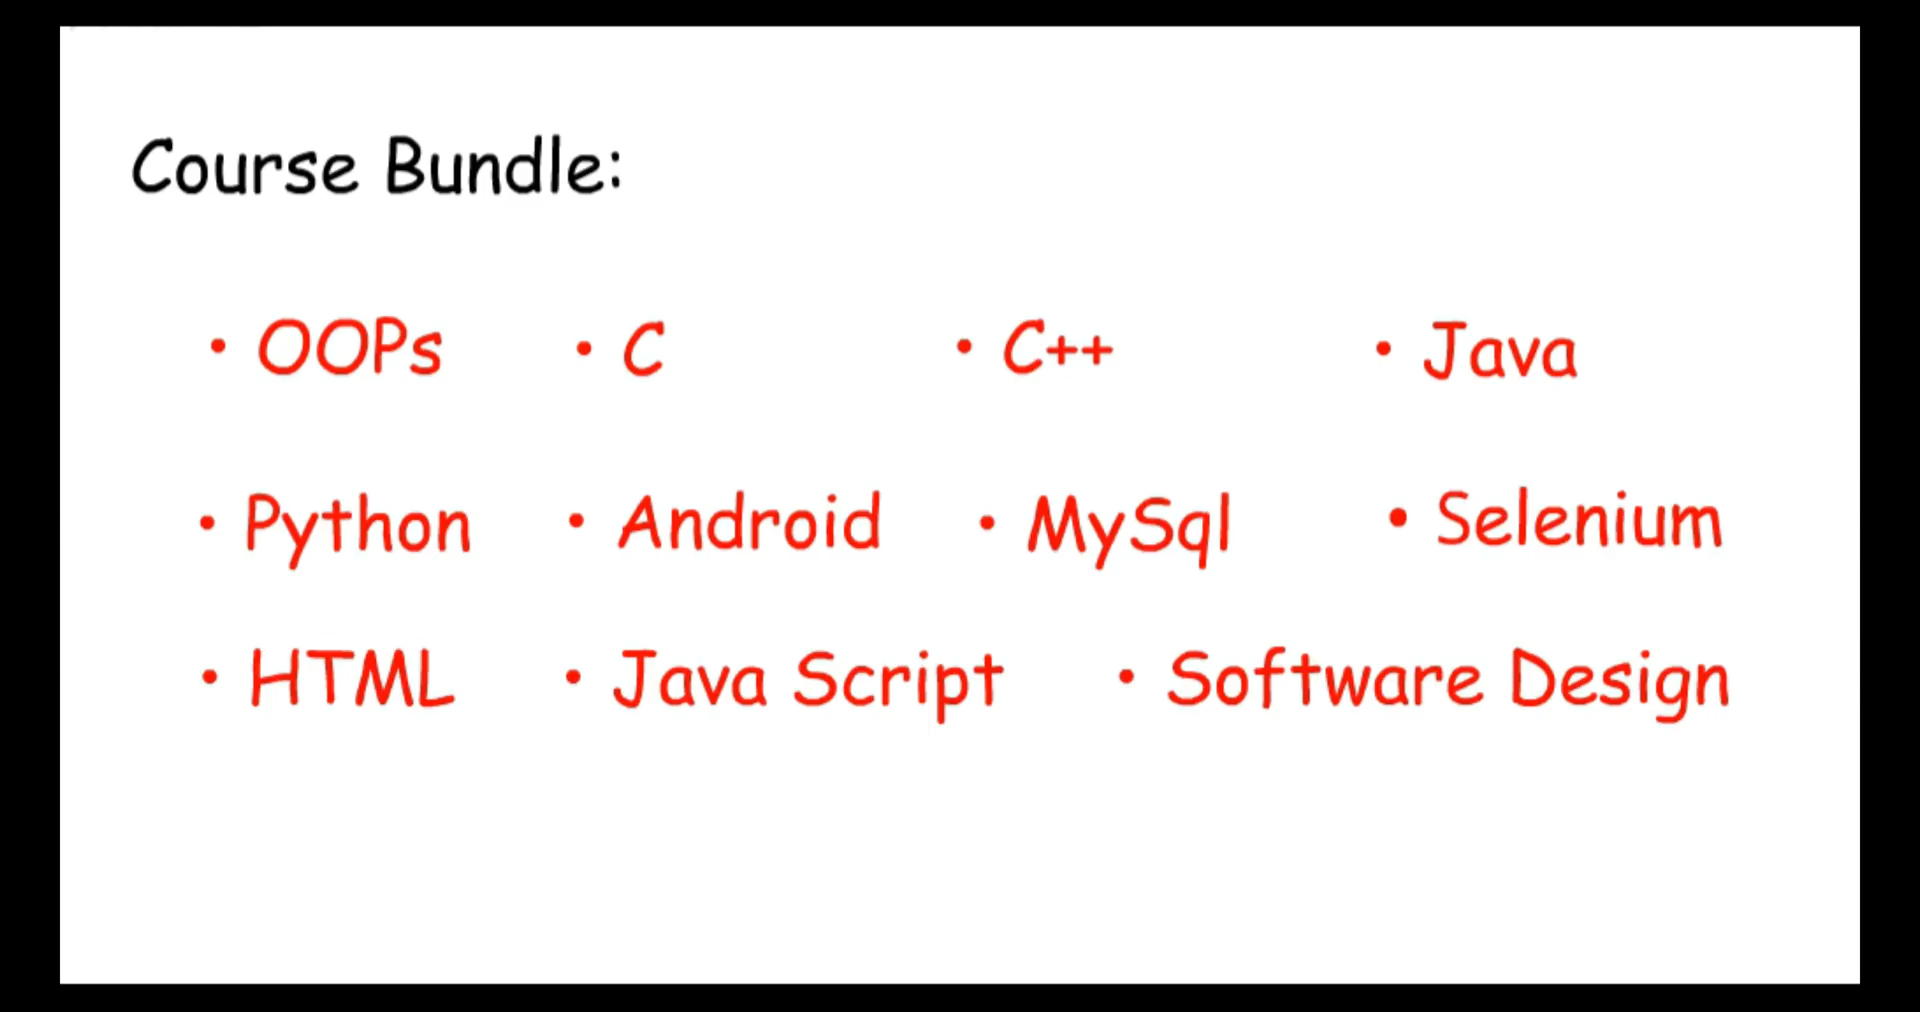 Course Bundle:
• OOPs • C • C++ • Java
• Python • Android • MySql • Selenium
• HTML • Java Script • Software Design